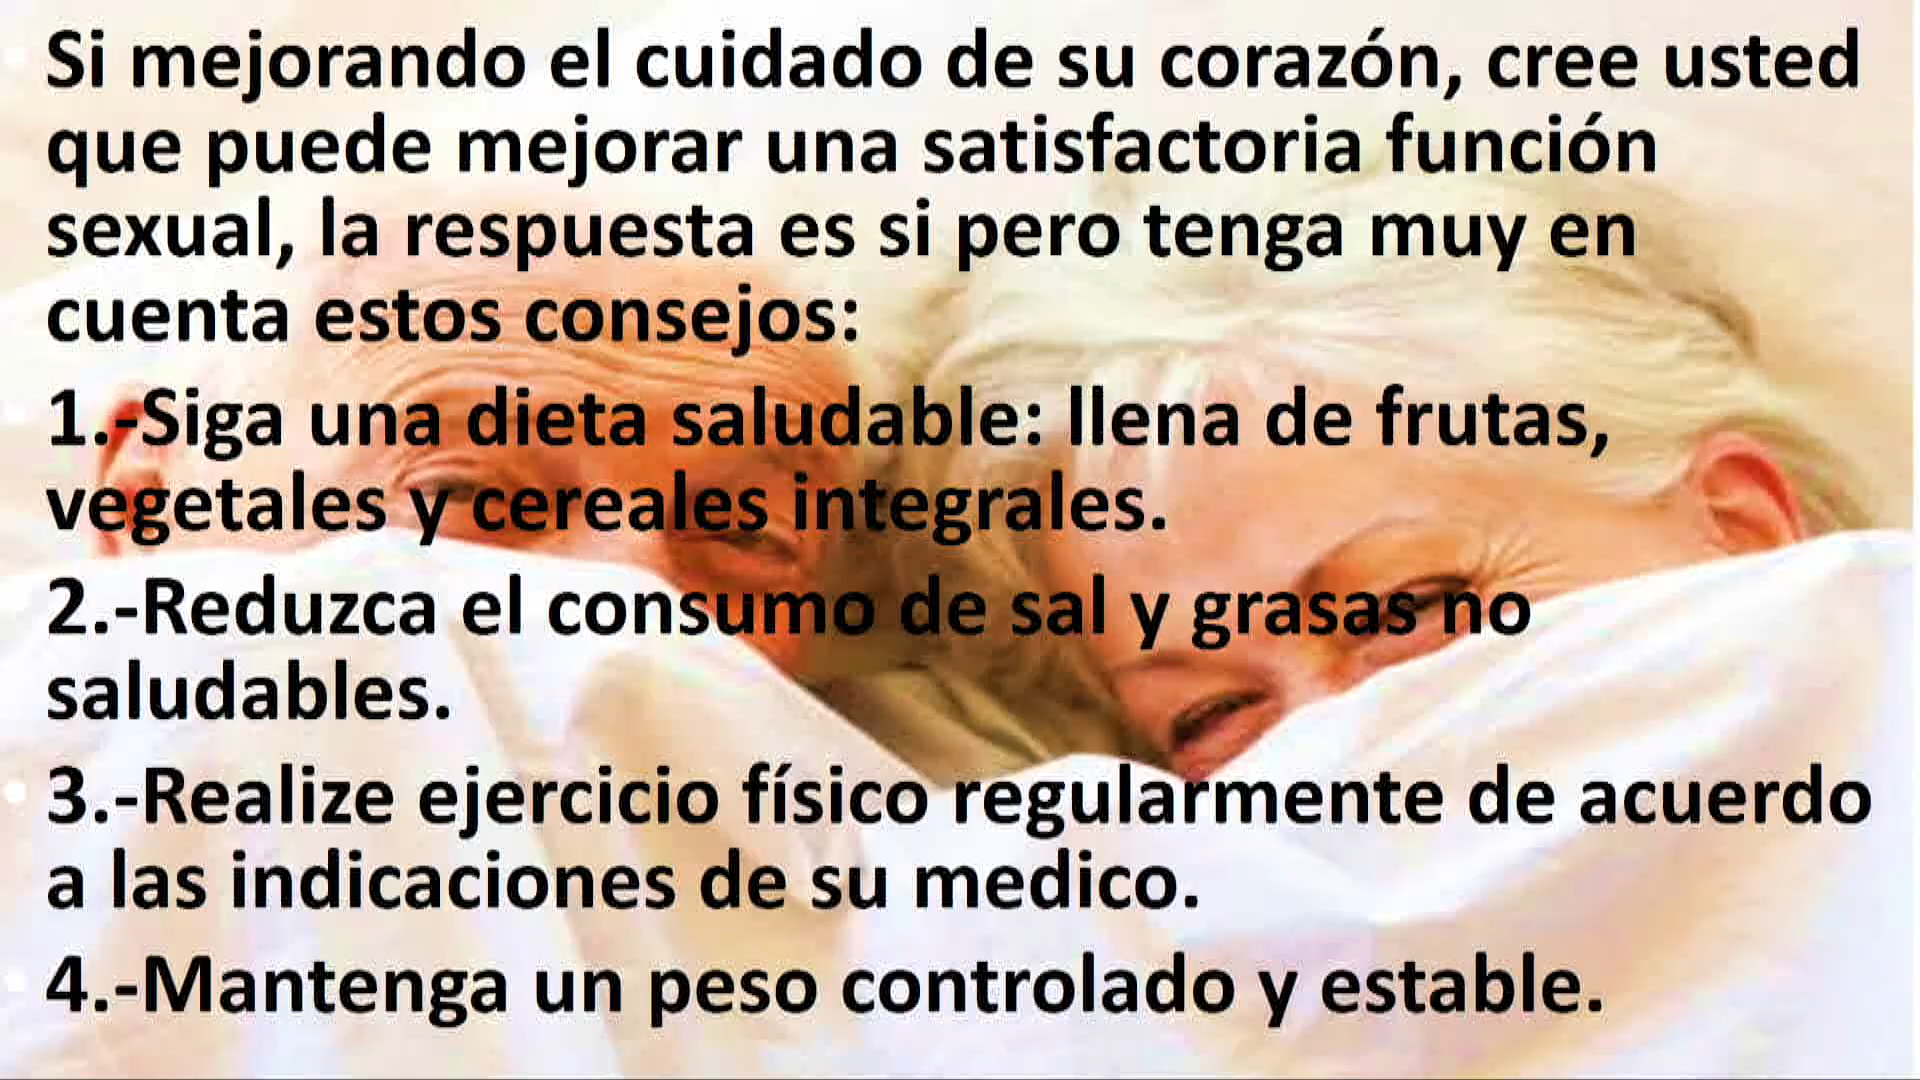 Si mejorando el cuidado de su corazón, cree usted
que puede mejorar una satisfactoria función
sexual, la respuesta es si pero tenga muy en
cuenta estos consejos:
1.-Siga una dieta saludable: llena de frutas,
vegetales y cereales integrales.
2.-Reduzca el consumo de sal y grasas no
saludables.
3.-Realize ejercicio físico regularmente de acuerdo
a las indicaciones de su medico.
4.-Mantenga un peso controlado y estable.